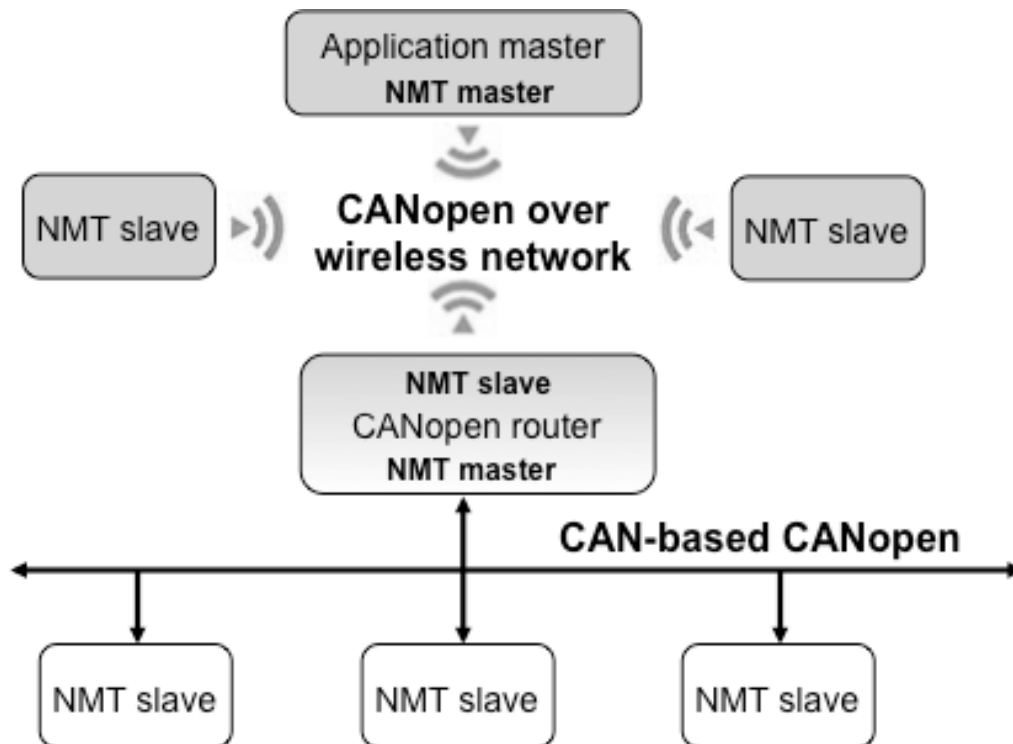 Application master
NMT master
NMT slave
CANopen over
wireless network
NMT slave
NMT slave
CANopen router
NMT master
CAN-based CANopen
NMT slave
NMT slave
NMT slave